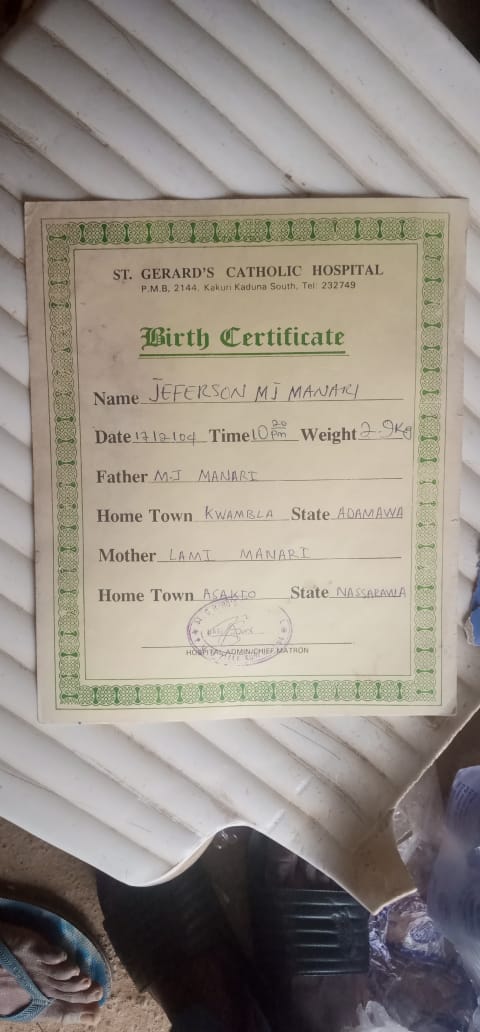 ST. GERARD'S CATHOLIC HOSPITAL
P.M.B, 2144, Kakuri Kaduna South, Tel: 232749
Birth Certificate
Name JEFERSON MJ MANARI
Date 17/2/04 Time 10 20 pm Weight 2.9Kg
Father M.J MANARI
Home Town KWAMBLA State ADAMAWA
Mother LAMI MANARI
Home Town ASAKIO State NASSARAWA
HOSPITAL ADMIN/CHIEF MATRON